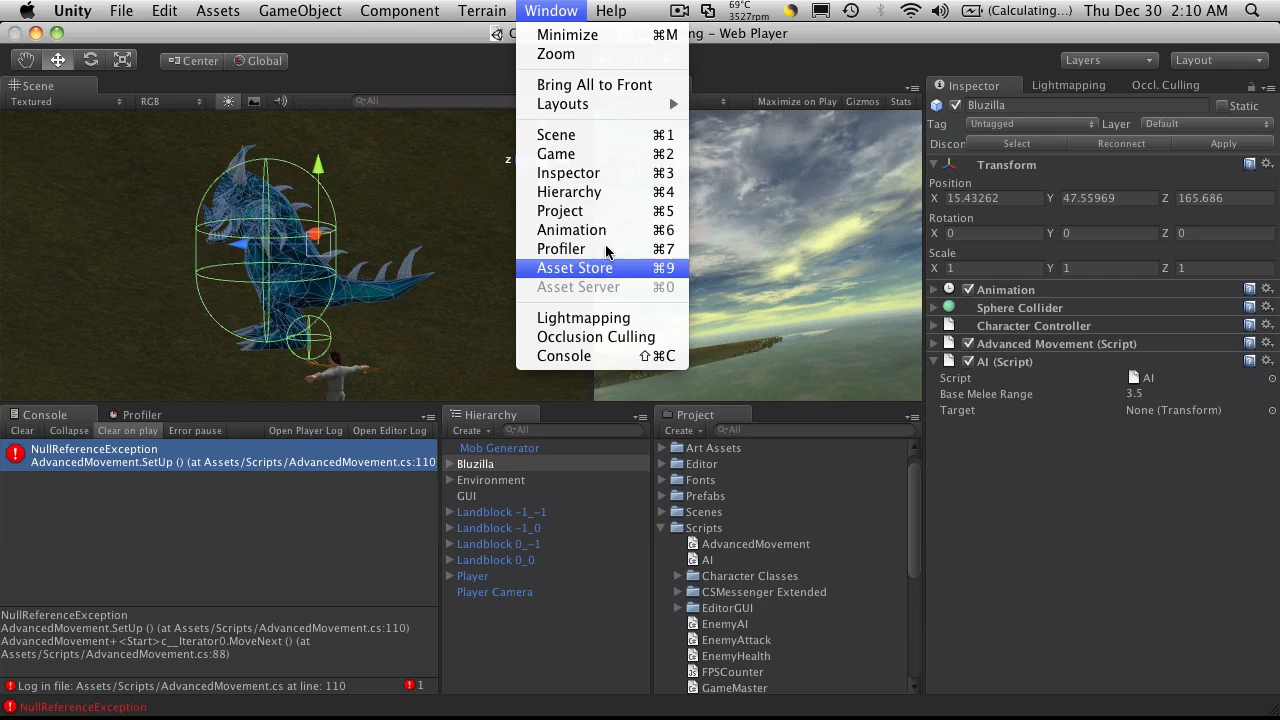 Unity File Edit Assets GameObject Component Terrain Window Help 69°C 3527rpm (Calculating...) Thu Dec 30 2:10 AM
- Web Player
Minimize ⌘M
Zoom
Bring All to Front
Layouts
Scene ⌘1
Game ⌘2
Inspector ⌘3
Hierarchy ⌘4
Project ⌘5
Animation ⌘6
Profiler ⌘7
Asset Store ⌘9
Asset Server ⌘0
Lightmapping
Occlusion Culling
Console ⇧⌘C
Center Global Layers Layout
Scene
Textured RGB All
z
Maximize on Play Gizmos Stats
Inspector Lightmapping Occl. Culling
Bluzilla Static
Tag Untagged Layer Default
Discor Select Reconnect Apply
Transform
Position
X 15.43262 Y 47.55969 Z 165.686
Rotation
X 0 Y 0 Z 0
Scale
X 1 Y 1 Z 1
Animation
Sphere Collider
Character Controller
Advanced Movement (Script)
AI (Script)
Script AI
Base Melee Range 3.5
Target None (Transform)
Console Profiler
Clear Collapse Clear on play Error pause Open Player Log Open Editor Log
NullReferenceException
AdvancedMovement.SetUp () (at Assets/Scripts/AdvancedMovement.cs:110
NullReferenceException
AdvancedMovement.SetUp () (at Assets/Scripts/AdvancedMovement.cs:110)
AdvancedMovement+<Start>c__Iterator0.MoveNext () (at
Assets/Scripts/AdvancedMovement.cs:88)
Log in file: Assets/Scripts/AdvancedMovement.cs at line: 110 1
NullReferenceException
Hierarchy
Create All
Mob Generator
Bluzilla
Environment
GUI
Landblock -1_-1
Landblock -1_0
Landblock 0_-1
Landblock 0_0
Player
Player Camera
Project
Create All
Art Assets
Editor
Fonts
Prefabs
Scenes
Scripts
AdvancedMovement
AI
Character Classes
CSMessenger Extended
EditorGUI
EnemyAI
EnemyAttack
EnemyHealth
FPSCounter
GameMaster